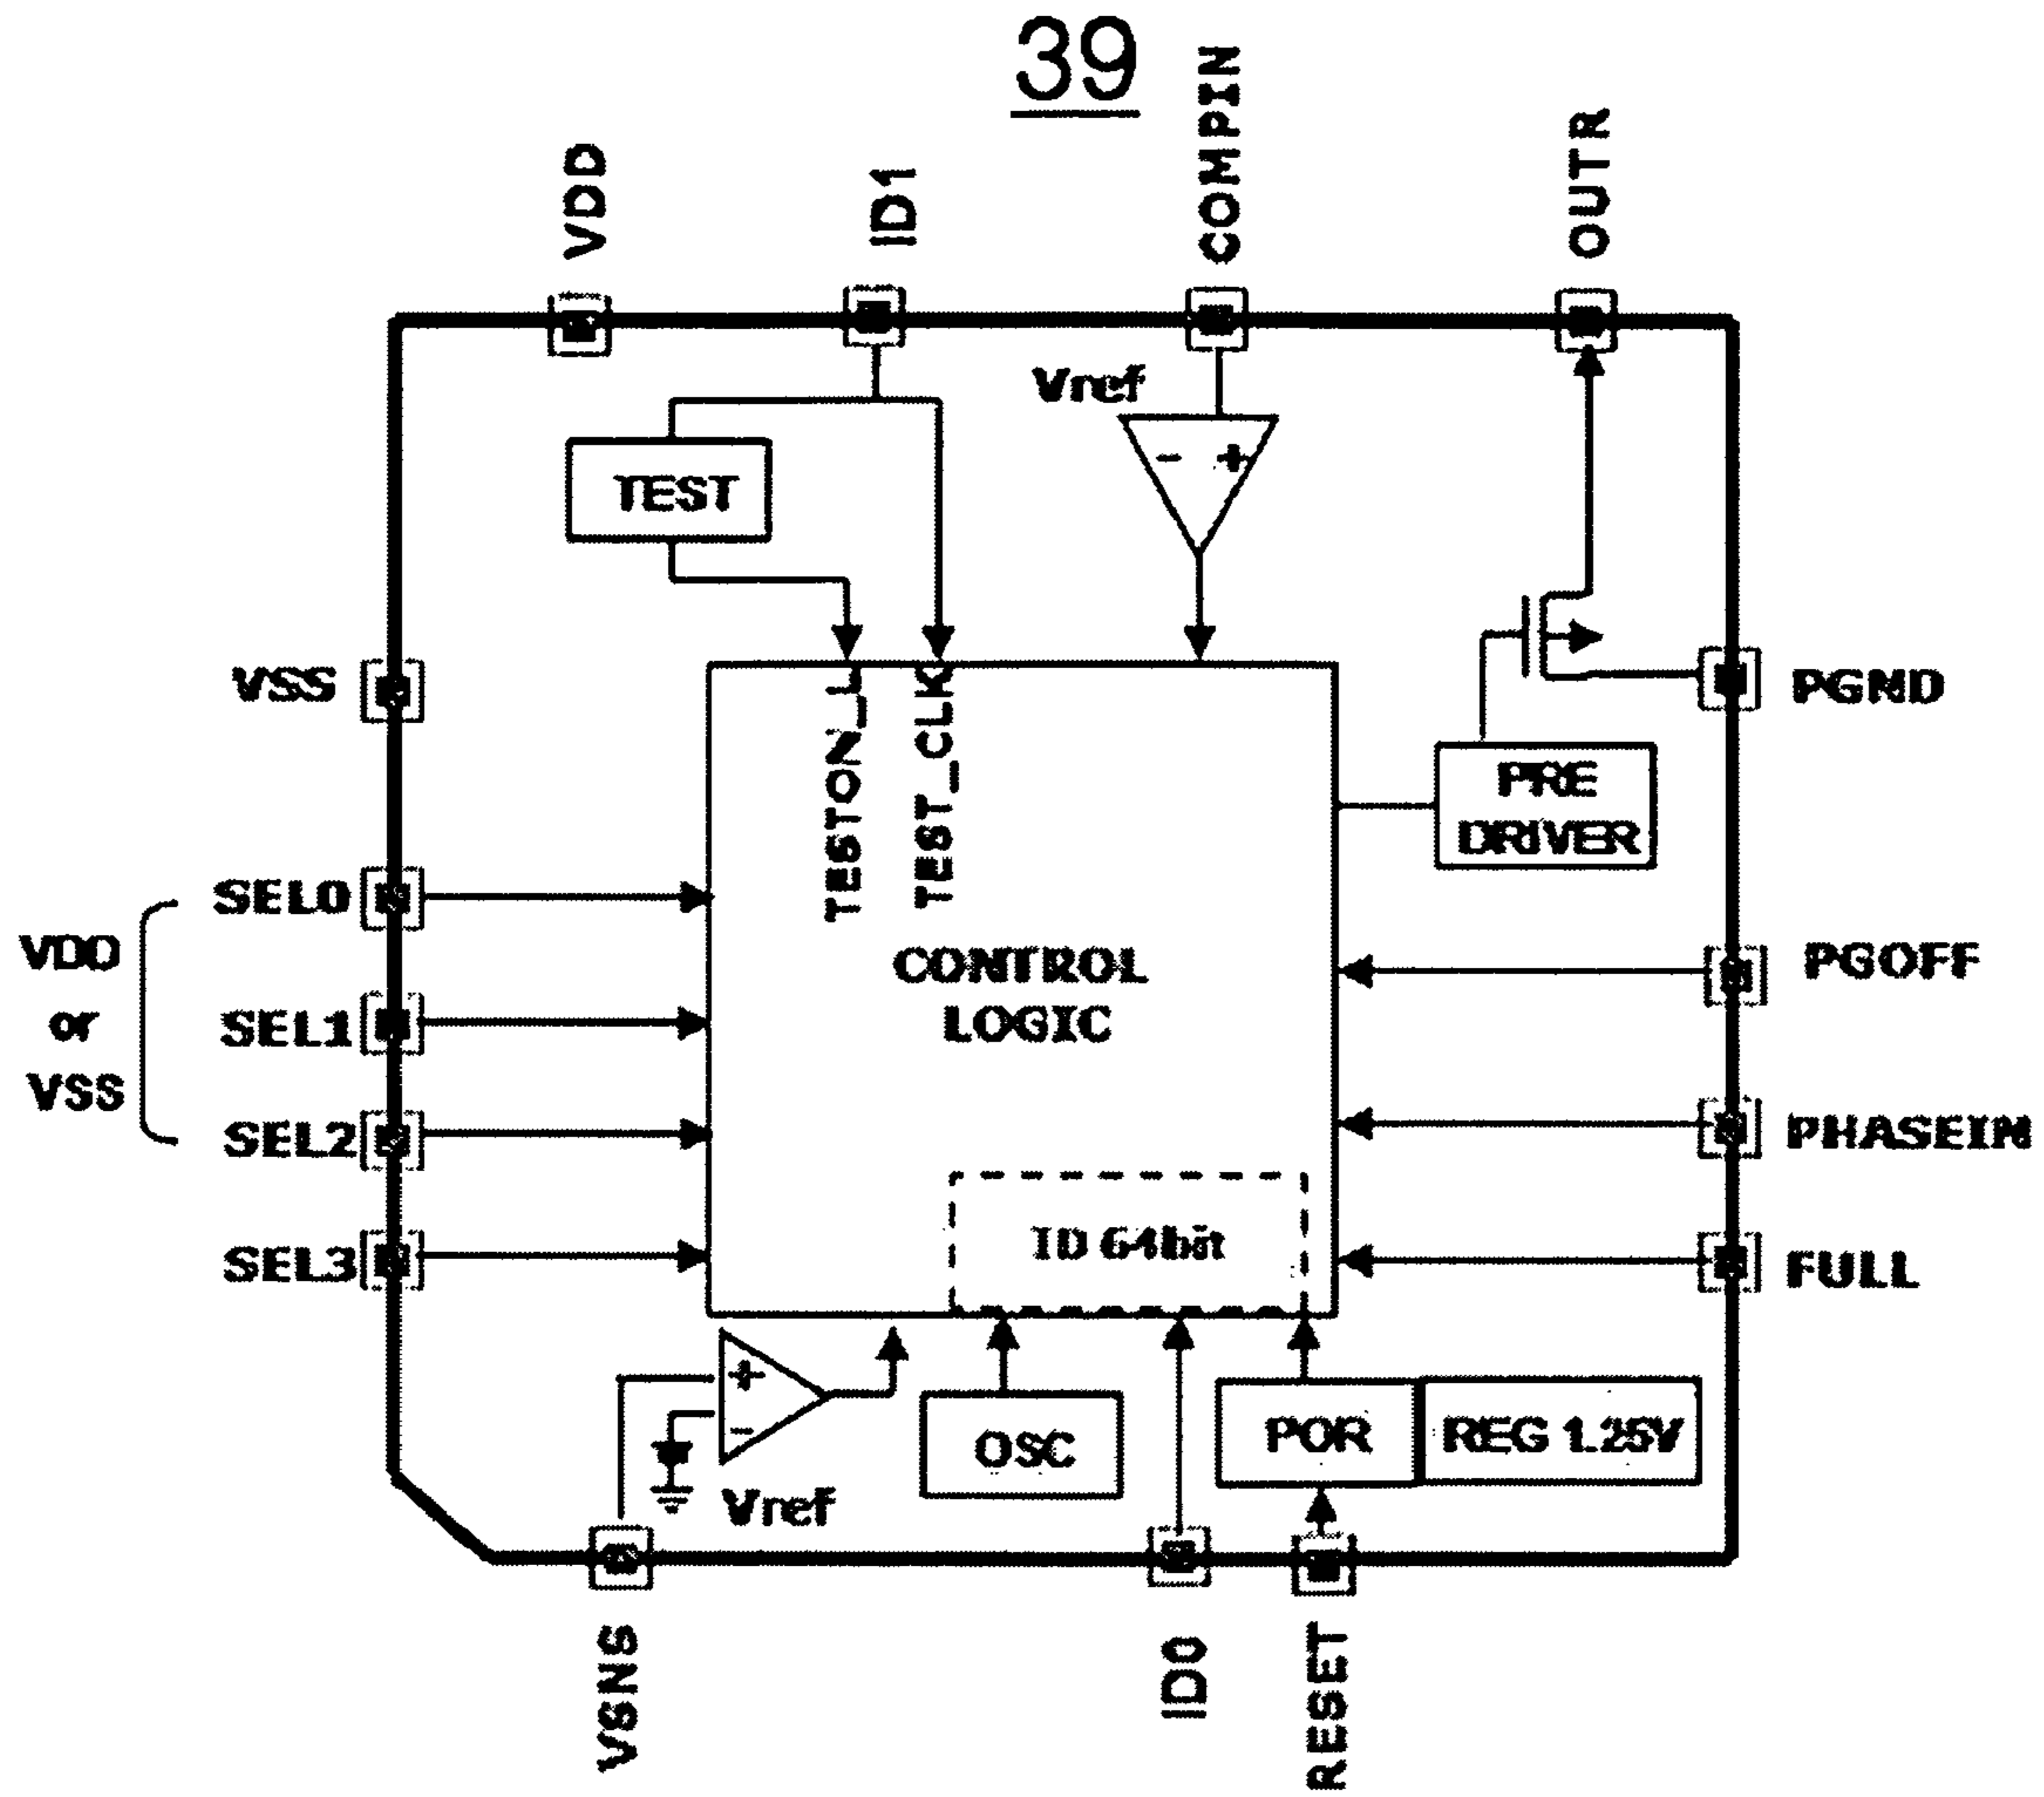 39
VDD
ID1
COMPIN
OUTR
Vref
- +
TEST
VSS
PGND
TESTON_L
TEST_CLK
PRE
DRIVER
SEL0
VDD
or
VSS
CONTROL
LOGIC
PGOFF
SEL1
SEL2
PHASEIN
ID 64bit
SEL3
FULL
+
-
OSC
POR
REG 1.25V
Vref
VSNS
ID0
RESET